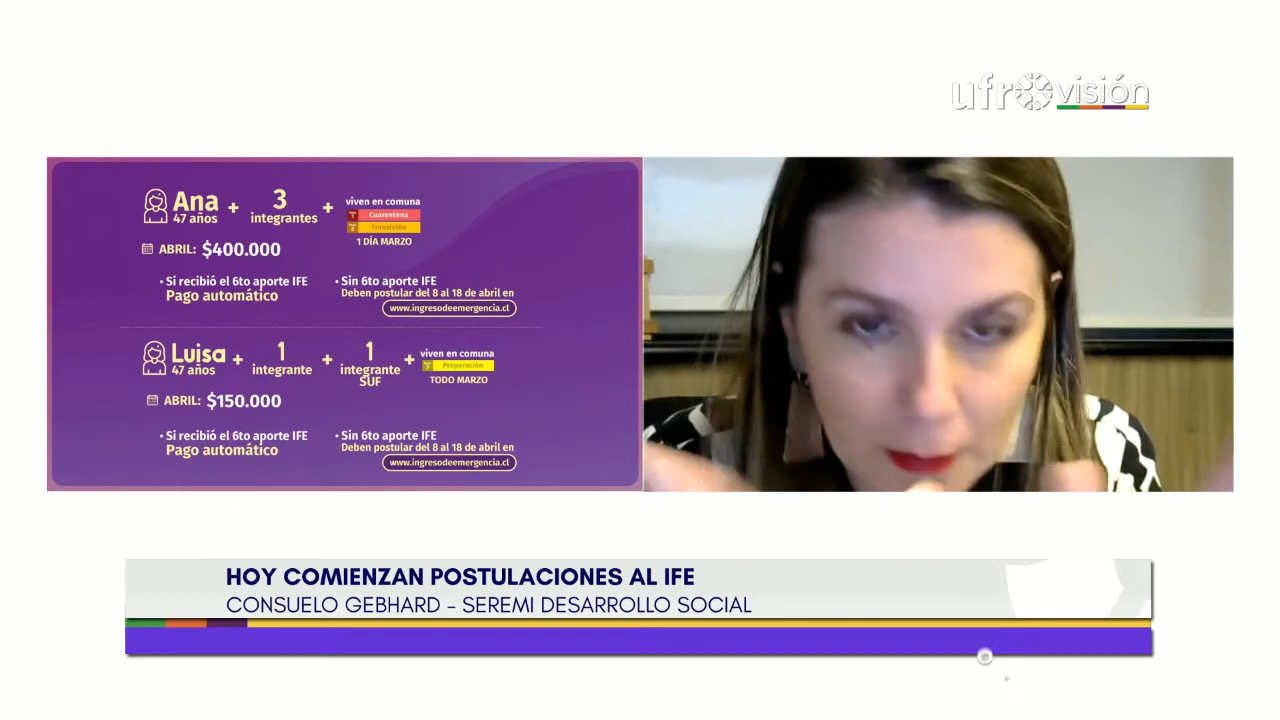 ufro visión
Ana
47 años
+
3
integrantes
+
viven en comuna
Cuarentena
Transición
1 DÍA MARZO
ABRIL: $400.000
• Si recibió el 6to aporte IFE
Pago automático
• Sin 6to aporte IFE
Deben postular del 8 al 18 de abril en
www.ingresodeemergencia.cl
Luisa
47 años
+
1
integrante
+
1
integrante
SUF
+
viven en comuna
Preparación
TODO MARZO
ABRIL: $150.000
• Si recibió el 6to aporte IFE
Pago automático
• Sin 6to aporte IFE
Deben postular del 8 al 18 de abril en
www.ingresodeemergencia.cl
HOY COMIENZAN POSTULACIONES AL IFE
CONSUELO GEBHARD – SEREMI DESARROLLO SOCIAL